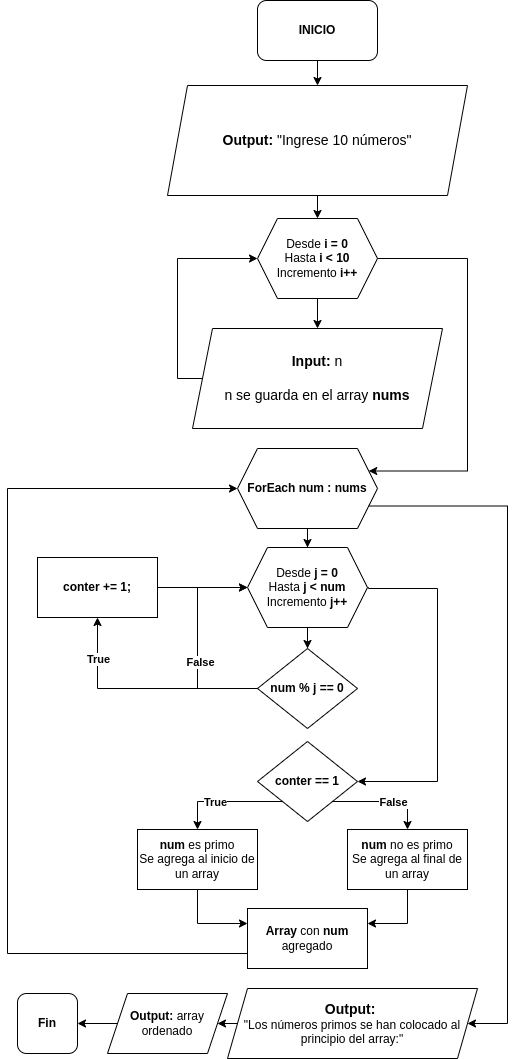 INICIO
Output: "Ingrese 10 números"
Desde i = 0
Hasta i < 10
Incremento i++
Input: n
n se guarda en el array nums
ForEach num : nums
Desde j = 0
Hasta j < num
Incremento j++
conter += 1;
True
False
num % j == 0
conter == 1
True
False
num es primo
Se agrega al inicio de
un array
num no es primo
Se agrega al final de
un array
Array con num
agregado
Output:
"Los números primos se han colocado al
principio del array:"
Output: array
ordenado
Fin